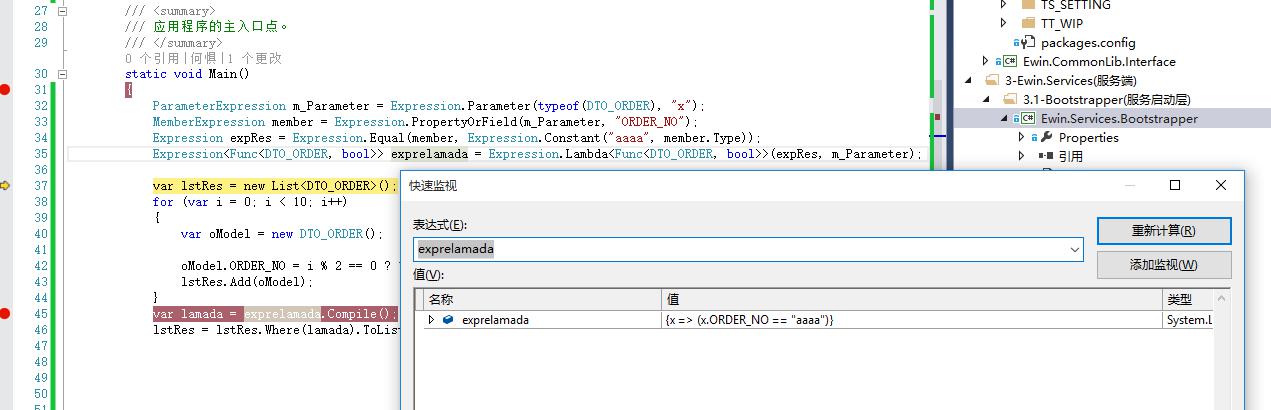 27 /// <summary>
28 /// 应用程序的主入口点。
29 /// </summary>
0 个引用|何惧|1 个更改
30 static void Main()
31 {
32 ParameterExpression m_Parameter = Expression.Parameter(typeof(DTO_ORDER), "x");
33 MemberExpression member = Expression.PropertyOrField(m_Parameter, "ORDER_NO");
34 Expression expRes = Expression.Equal(member, Expression.Constant("aaaa", member.Type));
35 Expression<Func<DTO_ORDER, bool>> exprelamada = Expression.Lambda<Func<DTO_ORDER, bool>>(expRes, m_Parameter);
36
37 var lstRes = new List<DTO_ORDER>();
38 for (var i = 0; i < 10; i++)
39 {
40 var oModel = new DTO_ORDER();
41
42 oModel.ORDER_NO = i % 2 == 0 ?
43 lstRes.Add(oModel);
44 }
45 var lamada = exprelamada.Compile();
46 lstRes = lstRes.Where(lamada).ToList
47
48
49
50
51
TS_SETTING
TT_WIP
packages.config
Ewin.CommonLib.Interface
3-Ewin.Services(服务端)
3.1-Bootstrapper(服务启动层)
Ewin.Services.Bootstrapper
Properties
引用
快速监视
表达式(E):
exprelamada
重新计算(R)
添加监视(W)
值(V):
名称 值 类型
exprelamada {x => (x.ORDER_NO == "aaaa")} System.L